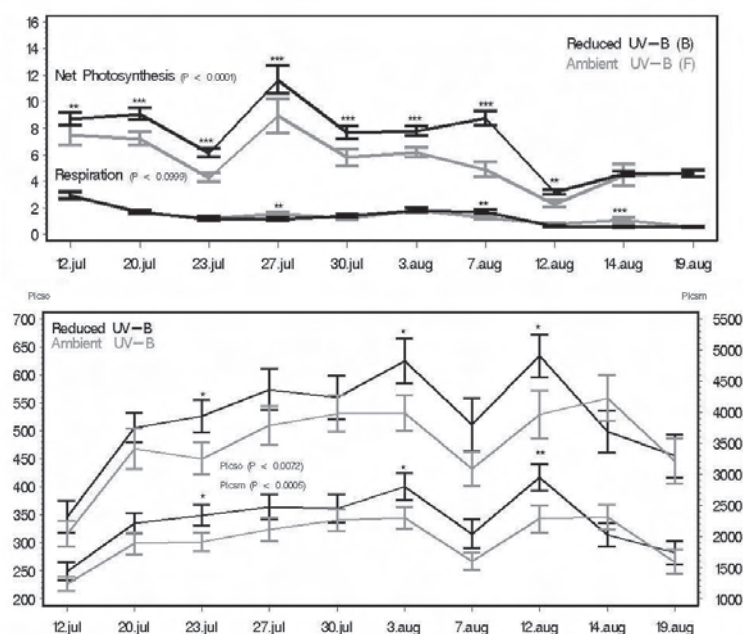 16
14
12
10
8
6
4
2
0
Reduced UV-B (B)
Ambient UV-B (F)
Net Photosynthesis (P < 0.0001)
** *** *** *** *** *** *** **
Respiration (P < 0.0999)
** ** ***
12.jul 20.jul 23.jul 27.jul 30.jul 3.aug 7.aug 12.aug 14.aug 19.aug
PIcso PIcsm
700
650
600
550
500
450
400
350
300
250
200
5500
5000
4500
4000
3500
3000
2500
2000
1500
1000
Reduced UV-B
Ambient UV-B
* * *
PIcso (P < 0.0072)
PIcsm (P < 0.0005)
* * **
12.jul 20.jul 23.jul 27.jul 30.jul 3.aug 7.aug 12.aug 14.aug 19.aug